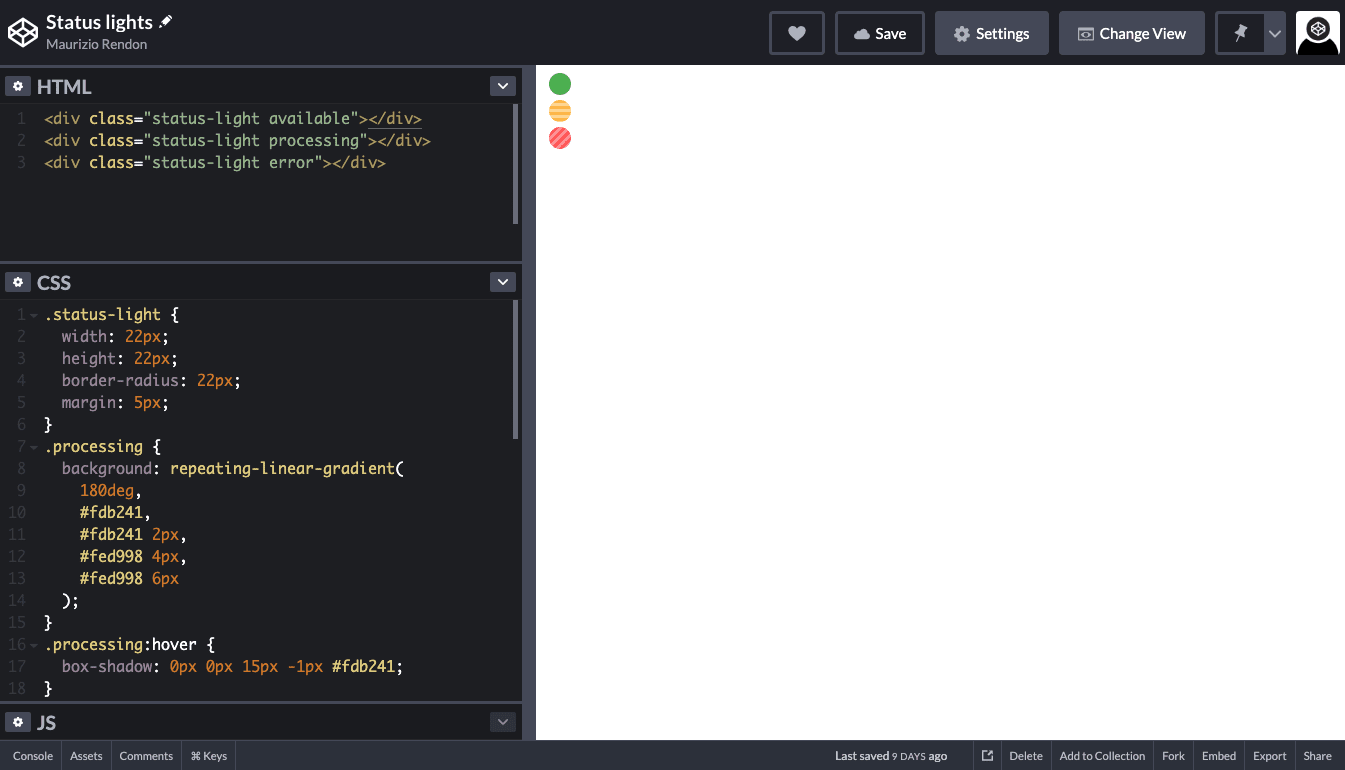 Status lights
Maurizio Rendon
Save
Settings
Change View
HTML
1 <div class="status-light available"></div>
2 <div class="status-light processing"></div>
3 <div class="status-light error"></div>
CSS
1 .status-light {
2 width: 22px;
3 height: 22px;
4 border-radius: 22px;
5 margin: 5px;
6 }
7 .processing {
8 background: repeating-linear-gradient(
9 180deg,
10 #fdb241,
11 #fdb241 2px,
12 #fed998 4px,
13 #fed998 6px
14 );
15 }
16 .processing:hover {
17 box-shadow: 0px 0px 15px -1px #fdb241;
18 }
JS
Console Assets Comments ⌘ Keys Last saved 9 DAYS ago Delete Add to Collection Fork Embed Export Share